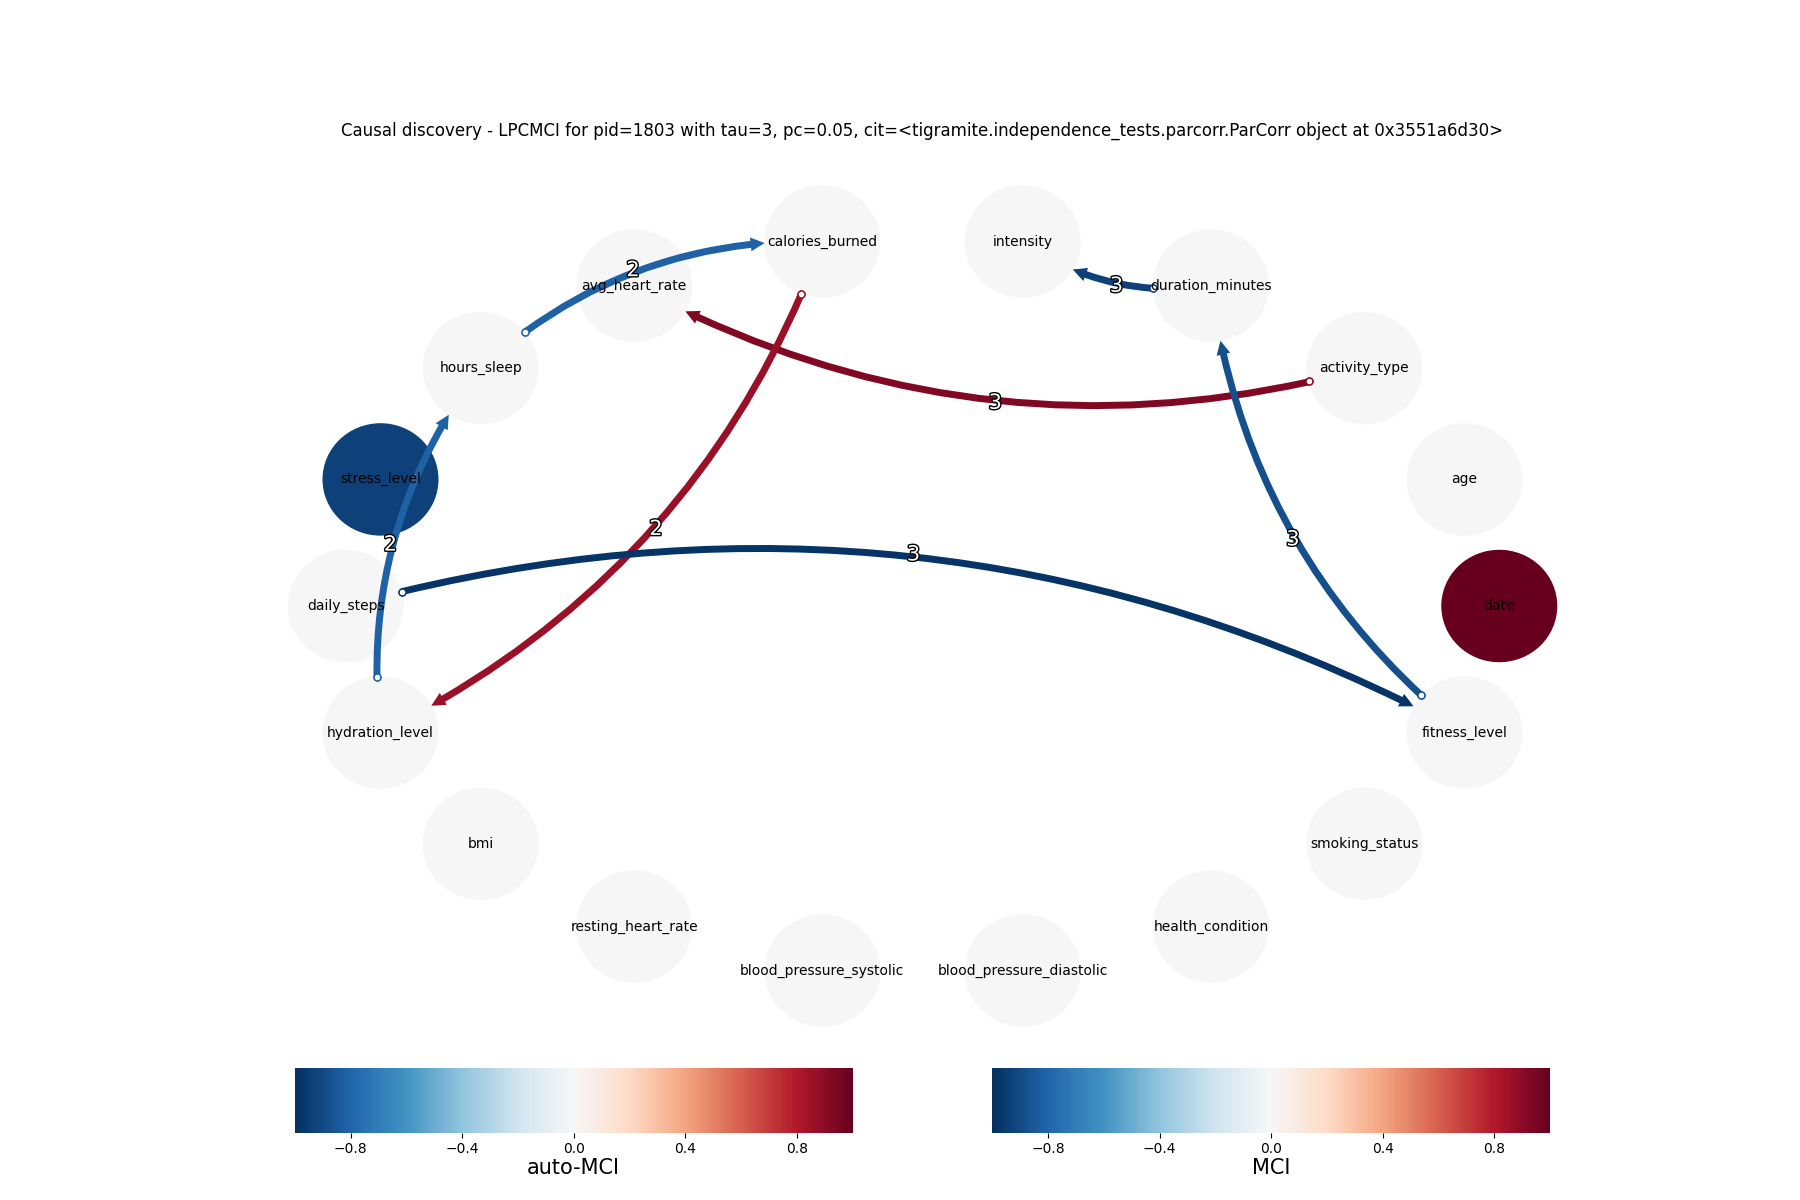 Causal discovery - LPCMCI for pid=1803 with tau=3, pc=0.05, cit=<tigramite.independence_tests.parcorr.ParCorr object at 0x3551a6d30>
calories_burned
intensity
2
avg_heart_rate
3
duration_minutes
hours_sleep
activity_type
3
stress_level
age
2
2
3
3
daily_steps
date
hydration_level
fitness_level
bmi
smoking_status
resting_heart_rate
health_condition
blood_pressure_systolic
blood_pressure_diastolic
−0.8 −0.4 0.0 0.4 0.8
auto-MCI
−0.8 −0.4 0.0 0.4 0.8
MCI